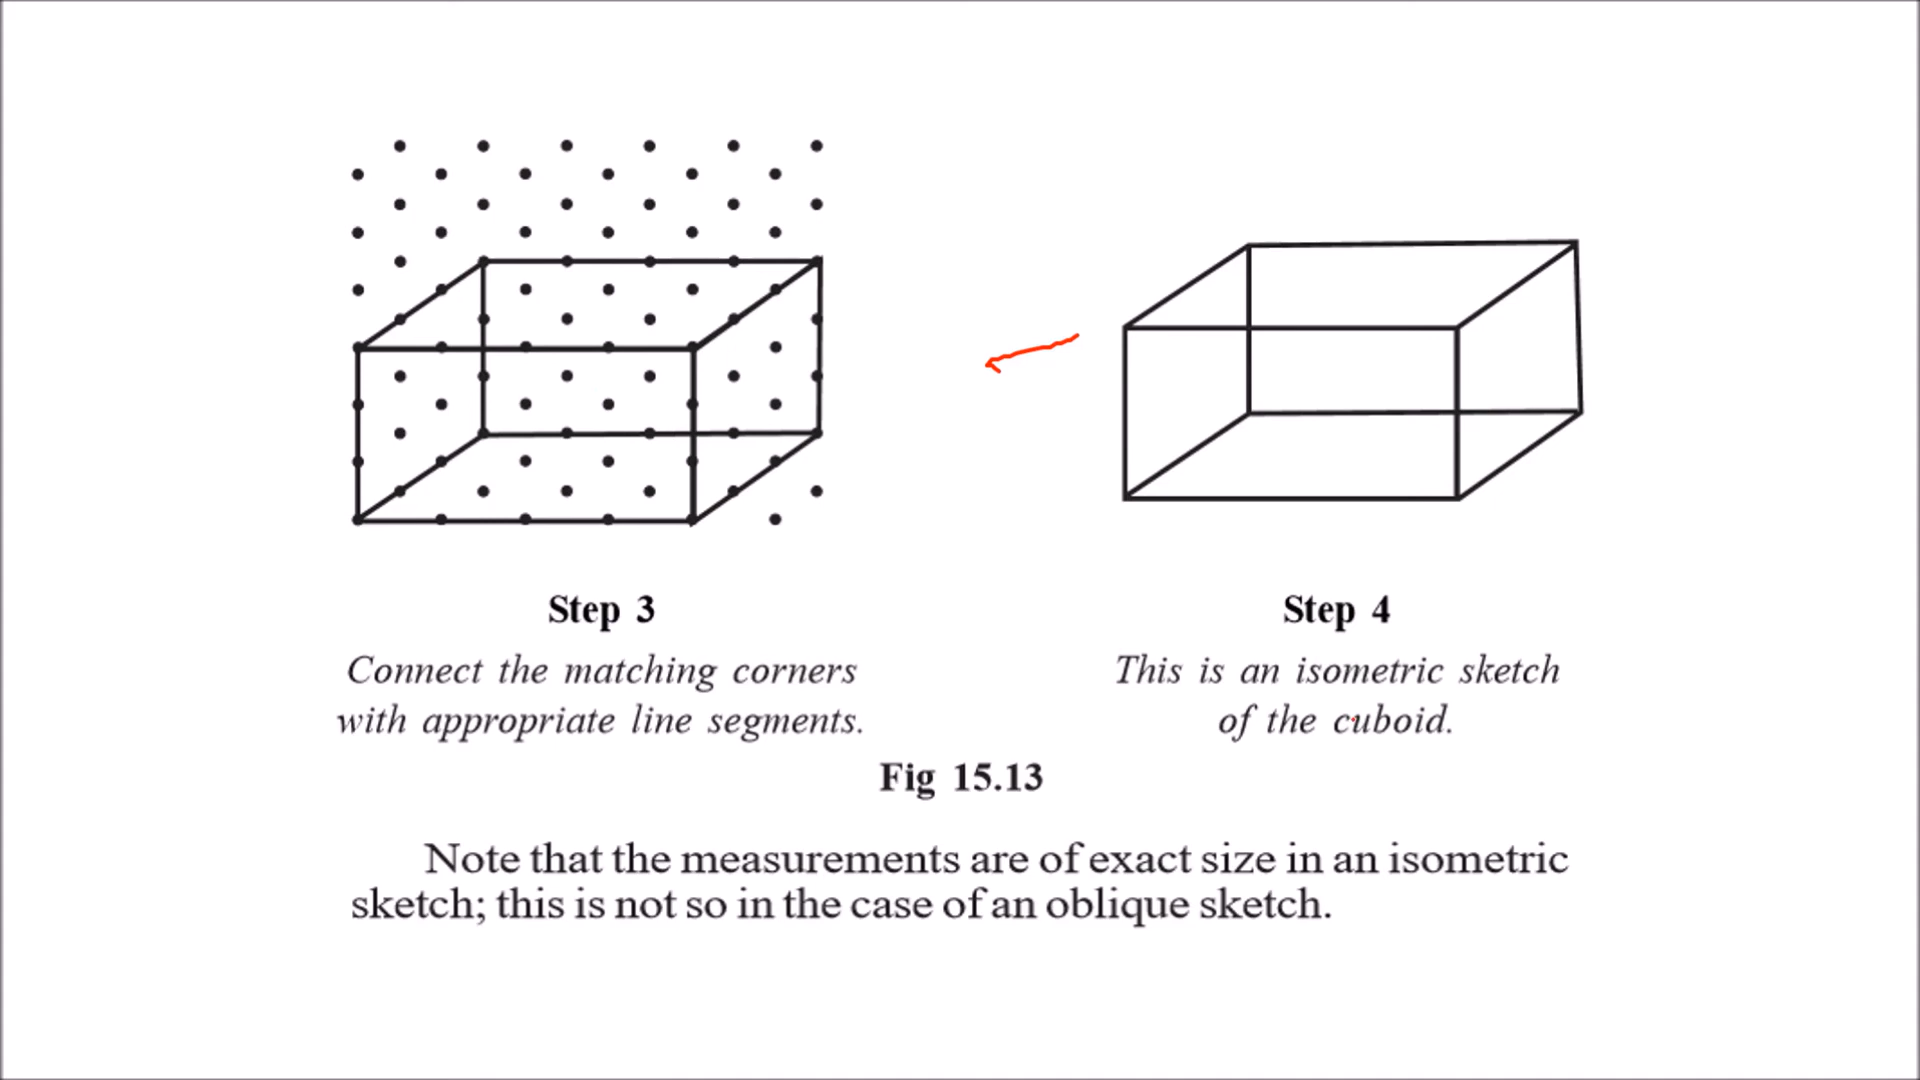 Step 3
Connect the matching corners
with appropriate line segments.
Step 4
This is an isometric sketch
of the cuboid.
Fig 15.13
Note that the measurements are of exact size in an isometric
sketch; this is not so in the case of an oblique sketch.